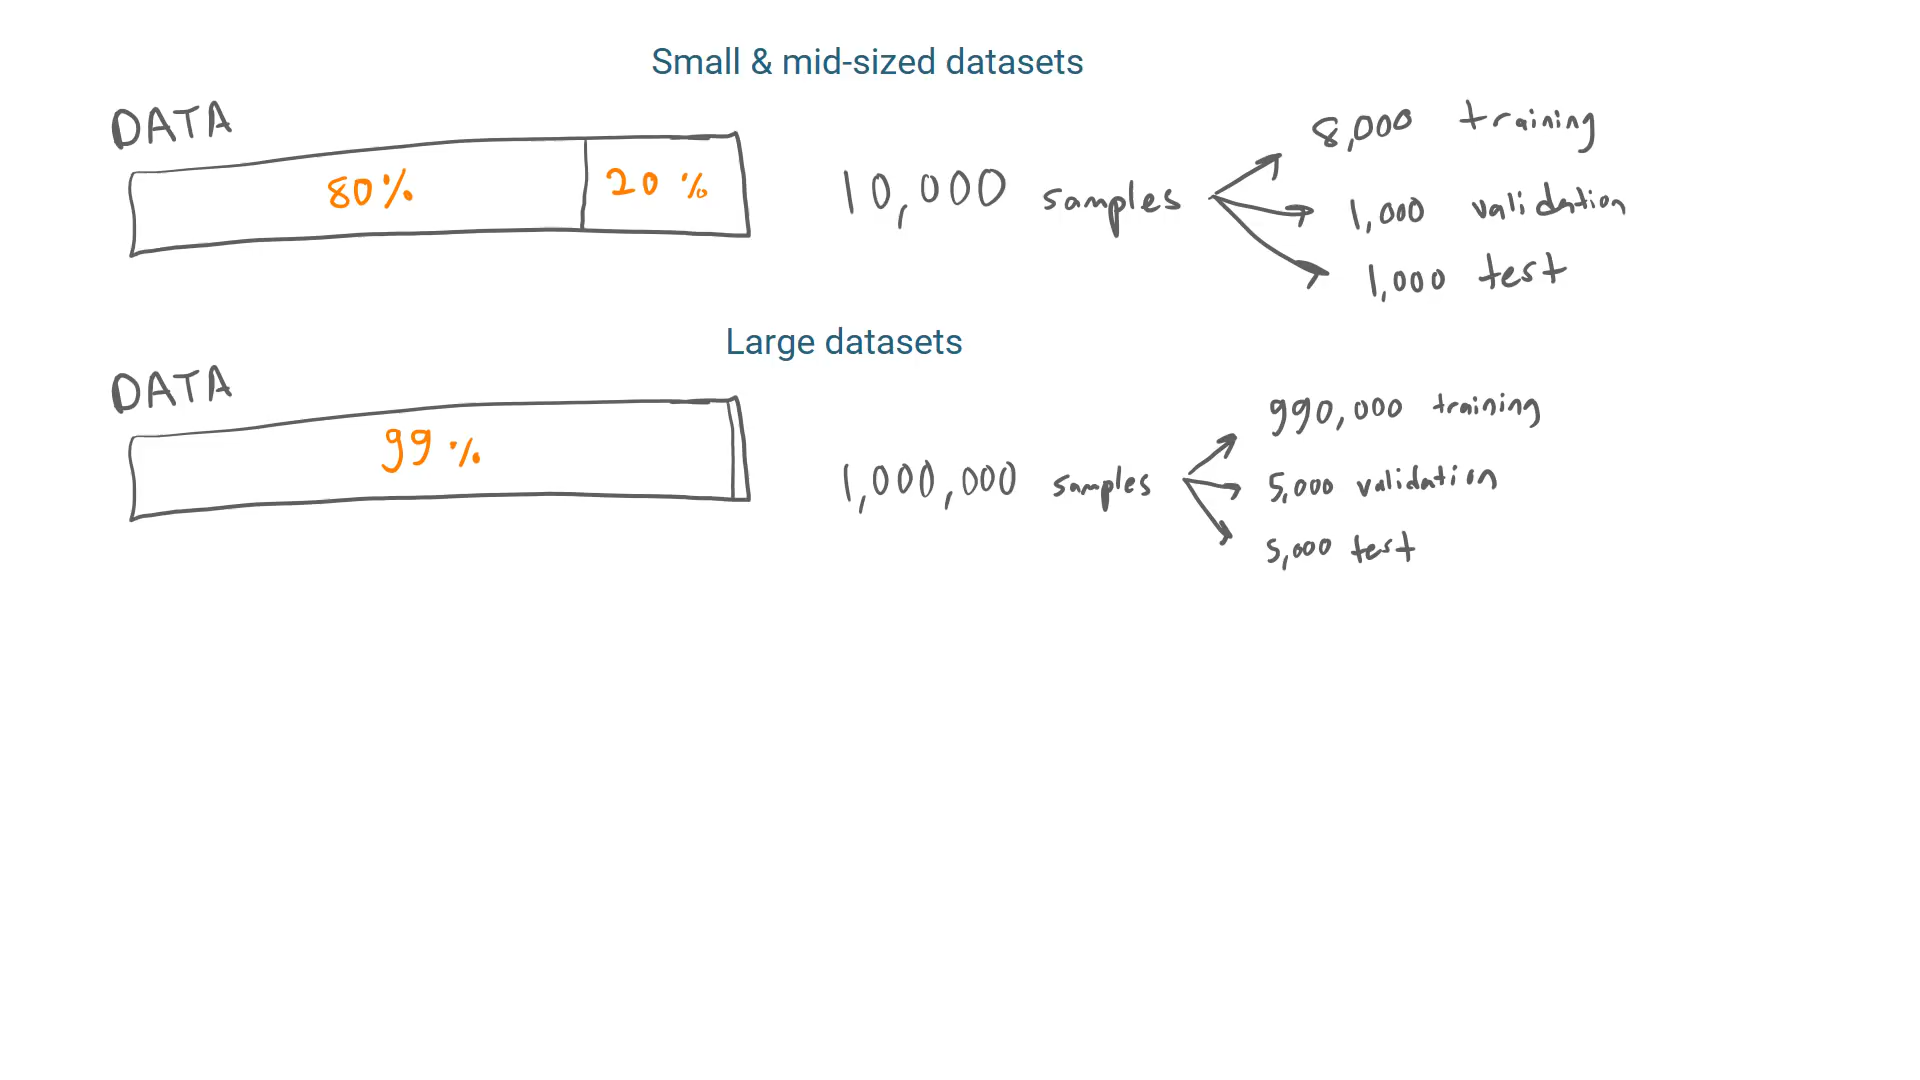 Small & mid-sized datasets
DATA
80% 20%
10,000 samples
8,000 training
1,000 validation
1,000 test
Large datasets
DATA
99%
1,000,000 samples
990,000 training
5,000 validation
5,000 test